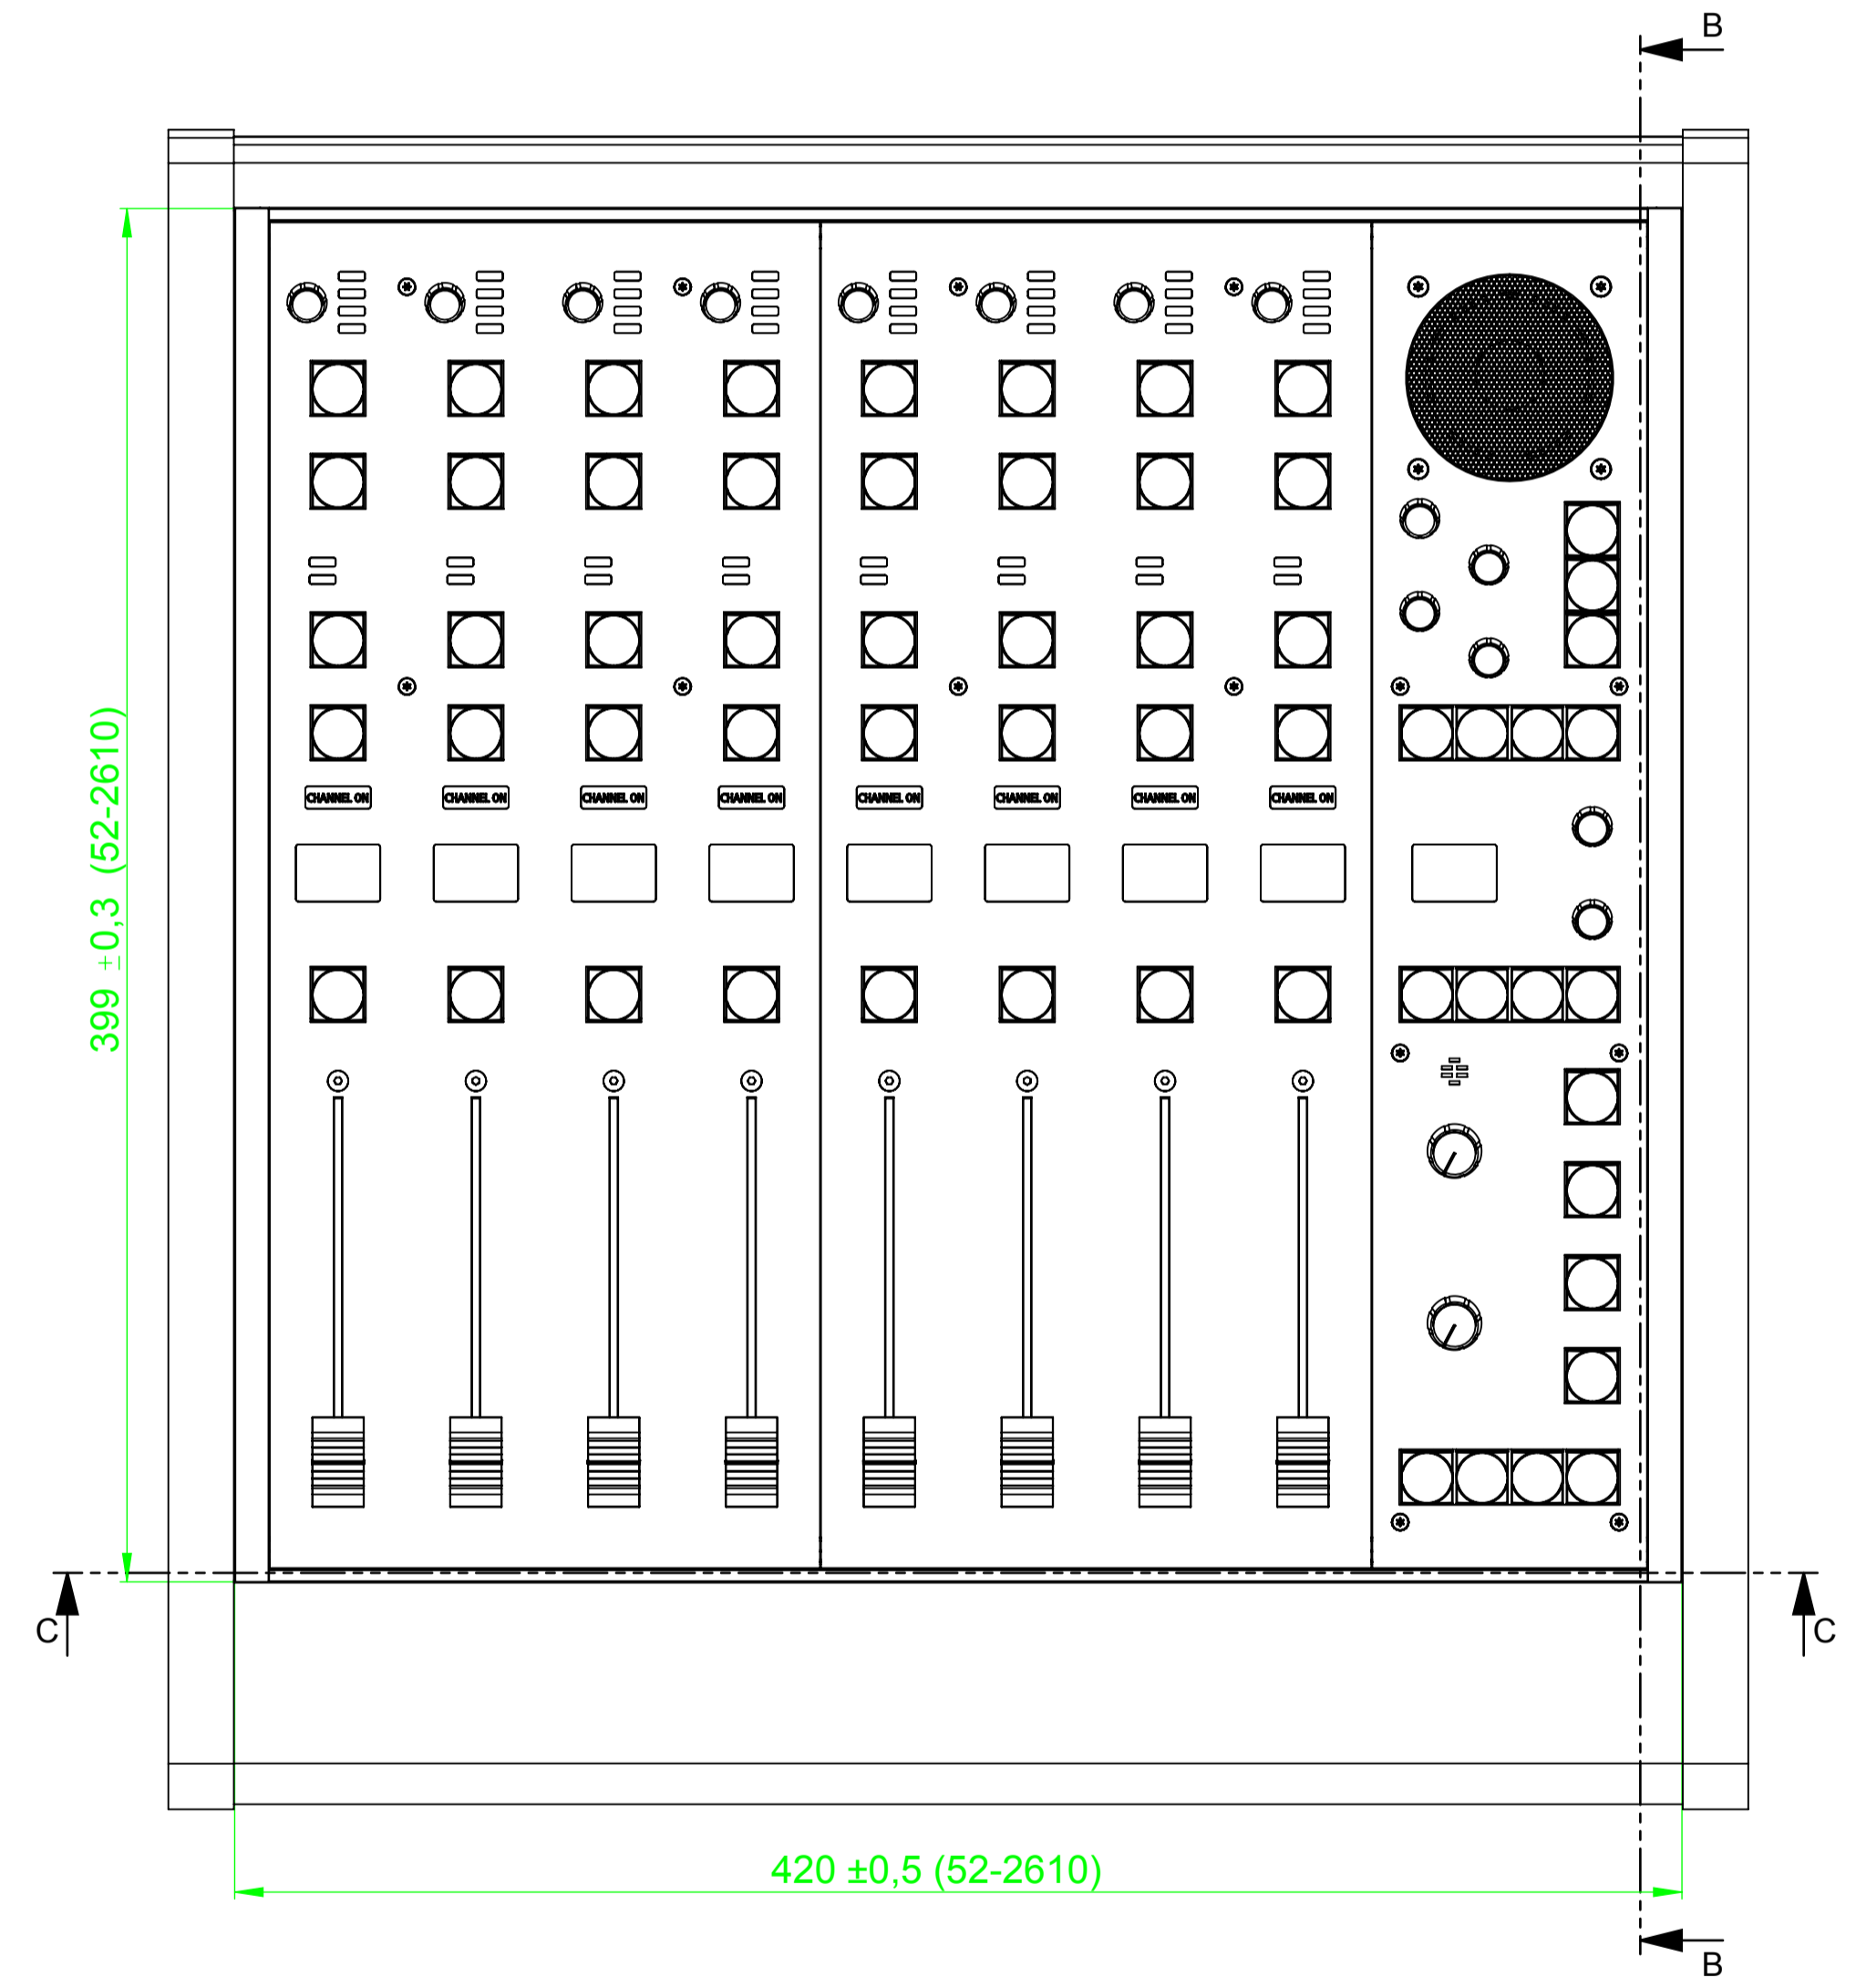 B
CHANNEL ON CHANNEL ON CHANNEL ON CHANNEL ON CHANNEL ON CHANNEL ON CHANNEL ON CHANNEL ON
399 ±0,3 (52-2610)
C C
420 ±0,5 (52-2610)
B